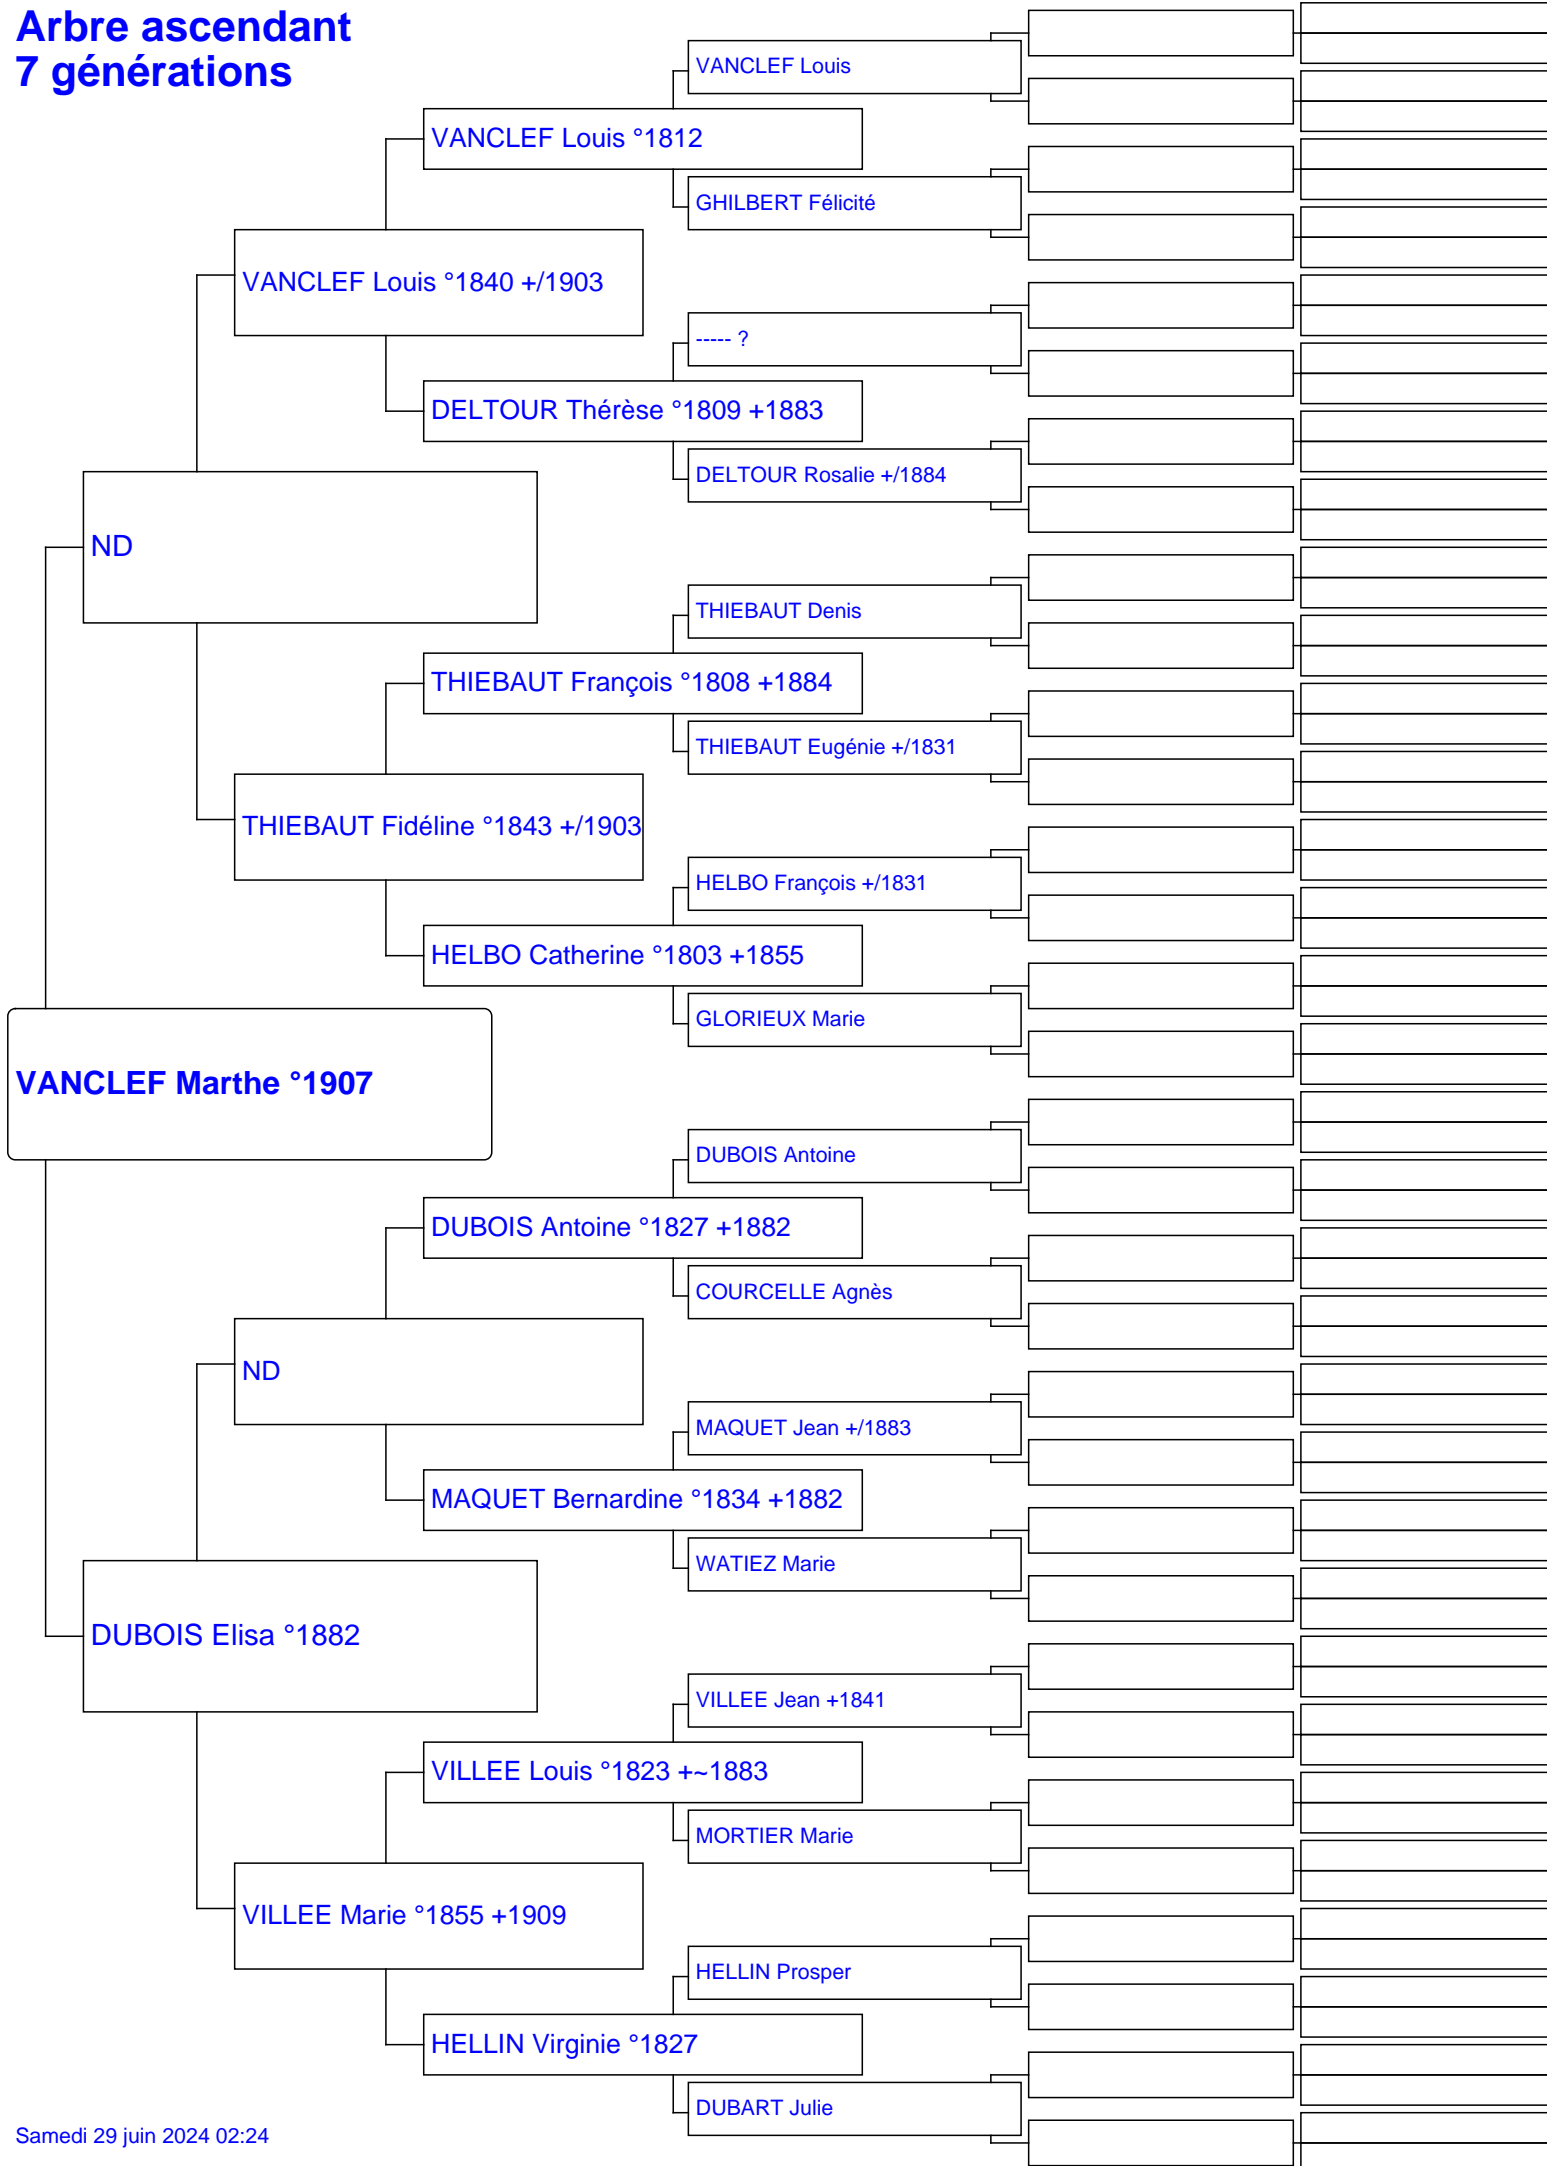 Arbre ascendant
7 générations
VANCLEF Louis
VANCLEF Louis °1812
GHILBERT Félicité
VANCLEF Louis °1840 +/1903
----- ?
DELTOUR Thérèse °1809 +1883
DELTOUR Rosalie +/1884
ND
THIEBAUT Denis
THIEBAUT François °1808 +1884
THIEBAUT Eugénie +/1831
THIEBAUT Fidéline °1843 +/1903
HELBO François +/1831
HELBO Catherine °1803 +1855
GLORIEUX Marie
VANCLEF Marthe °1907
DUBOIS Antoine
DUBOIS Antoine °1827 +1882
COURCELLE Agnès
ND
MAQUET Jean +/1883
MAQUET Bernardine °1834 +1882
WATIEZ Marie
DUBOIS Elisa °1882
VILLEE Jean +1841
VILLEE Louis °1823 +~1883
MORTIER Marie
VILLEE Marie °1855 +1909
HELLIN Prosper
HELLIN Virginie °1827
DUBART Julie
Samedi 29 juin 2024 02:24